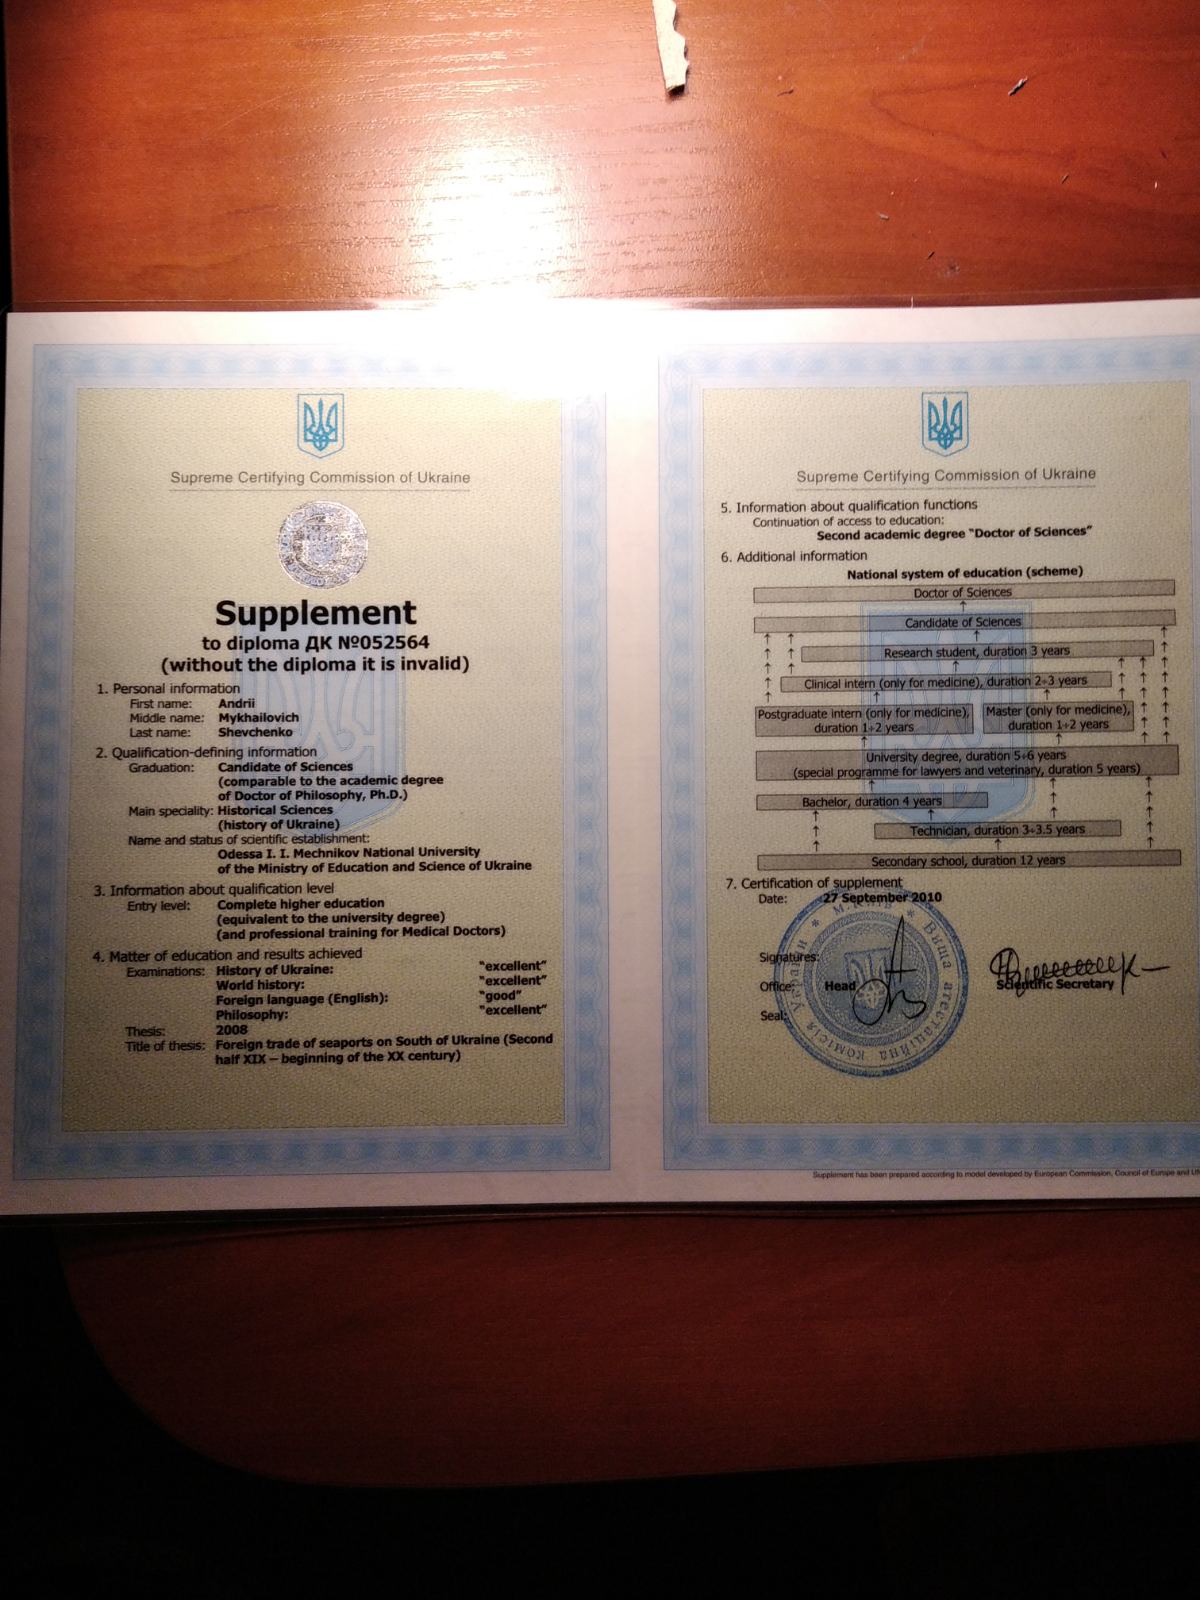 Supreme Certifying Commission of Ukraine
Supplement
to diploma ДК №052564
(without the diploma it is invalid)
1. Personal information
First name: Andrii
Middle name: Mykhailovich
Last name: Shevchenko
2. Qualification-defining information
Graduation: Candidate of Sciences
(comparable to the academic degree
of Doctor of Philosophy, Ph.D.)
Main speciality: Historical Sciences
(history of Ukraine)
Name and status of scientific establishment:
Odessa I. I. Mechnikov National University
of the Ministry of Education and Science of Ukraine
3. Information about qualification level
Entry level: Complete higher education
(equivalent to the university degree)
(and professional training for Medical Doctors)
4. Matter of education and results achieved
Examinations: History of Ukraine: "excellent"
World history: "excellent"
Foreign language (English): "good"
Philosophy: "excellent"
Thesis: 2008
Title of thesis: Foreign trade of seaports on South of Ukraine (Second
half XIX – beginning of the XX century)
Supreme Certifying Commission of Ukraine
5. Information about qualification functions
Continuation of access to education:
Second academic degree "Doctor of Sciences"
6. Additional information
National system of education (scheme)
Doctor of Sciences
Candidate of Sciences
Research student, duration 3 years
Clinical intern (only for medicine), duration 2÷3 years
Postgraduate intern (only for medicine),
duration 1÷2 years
Master (only for medicine),
duration 1÷2 years
University degree, duration 5÷6 years
(special programme for lawyers and veterinary, duration 5 years)
Bachelor, duration 4 years
Technician, duration 3÷3.5 years
Secondary school, duration 12 years
7. Certification of supplement
Date: 27 September 2010
Signatures:
Office: Head
Scientific Secretary
Seal:
Вища атестаційна комісія України * м. Київ *
Supplement has been prepared according to model developed by European Commission, Council of Europe and